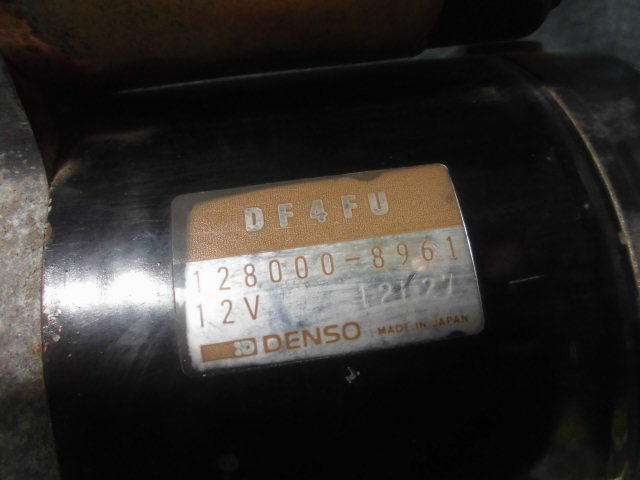 DF4FU
128000-8961
12V
DENSO MADE IN JAPAN